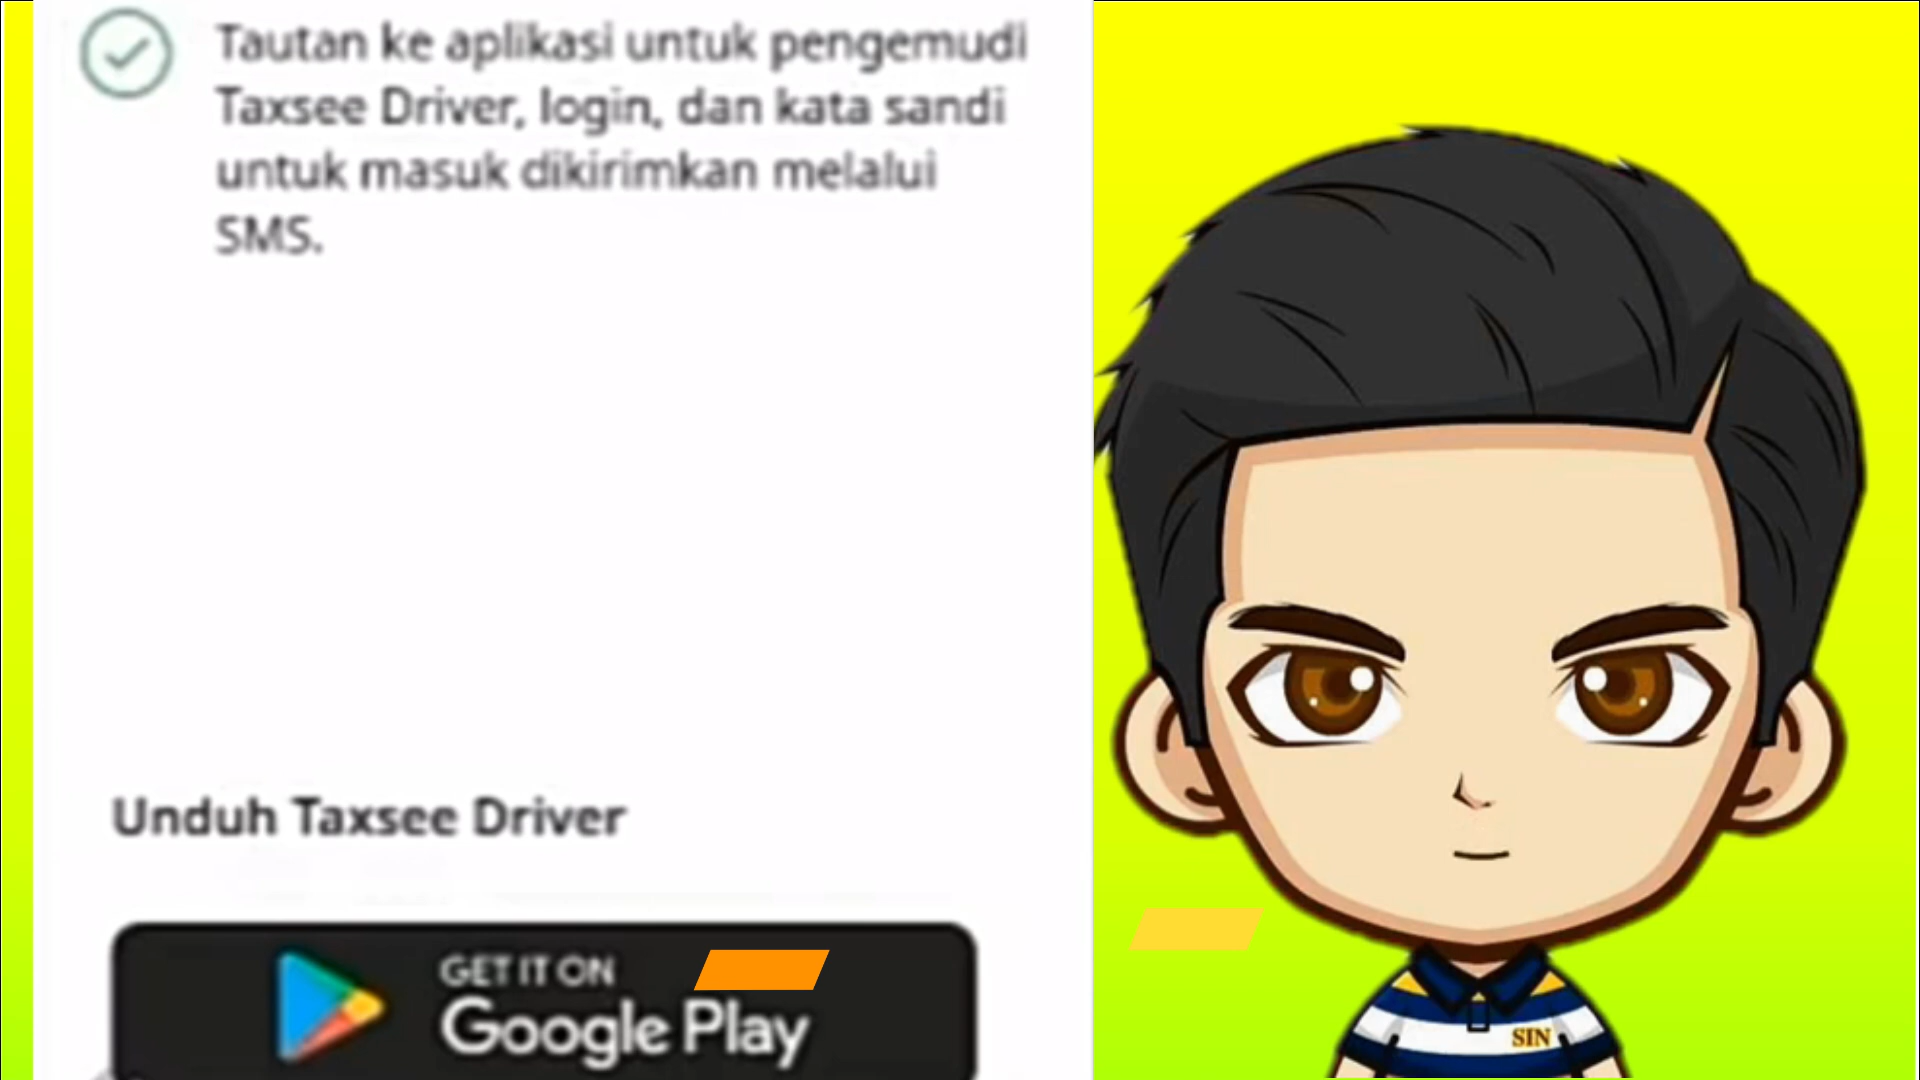 Tautan ke aplikasi untuk pengemudi
Taxsee Driver, login, dan kata sandi
untuk masuk dikirimkan melalui
SMS.
Unduh Taxsee Driver
GET IT ON
Google Play
SIN